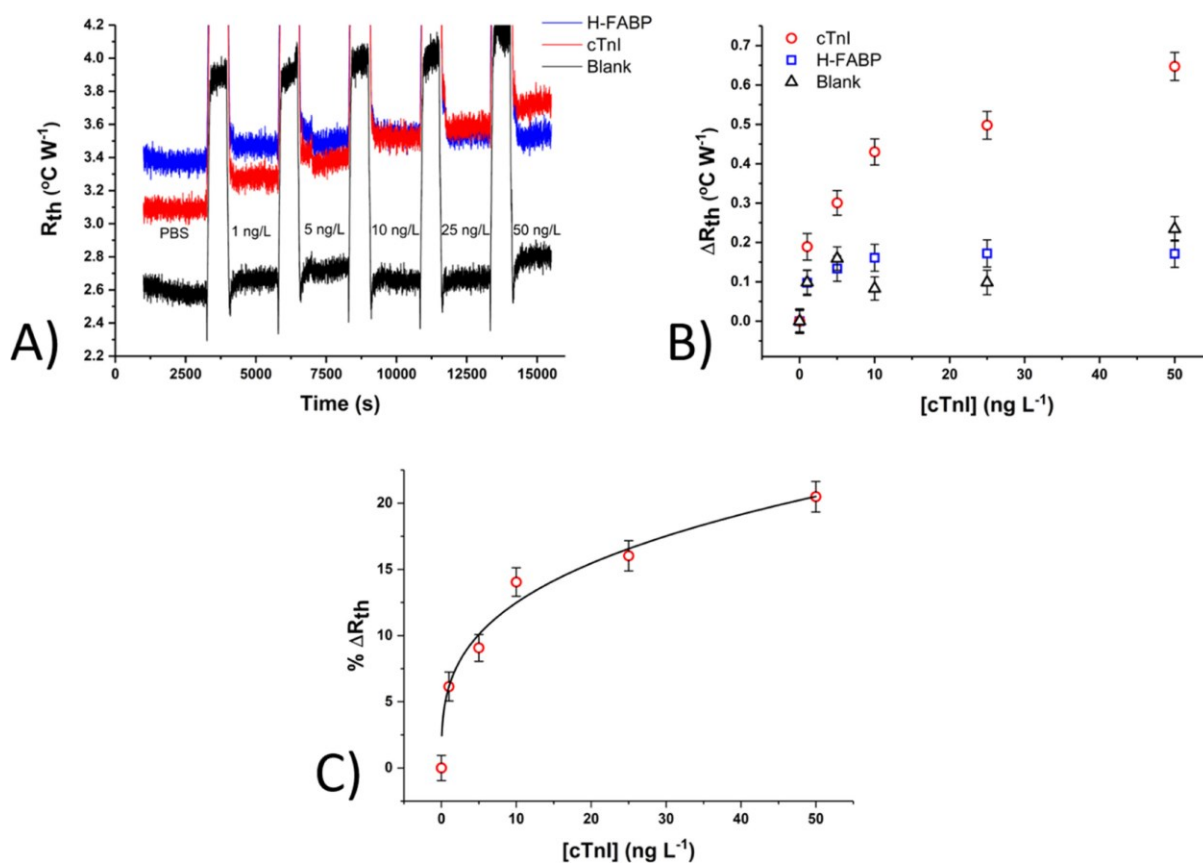 A)
4.2
4.0
3.8
3.6
3.4
3.2
3.0
2.8
2.6
2.4
2.2
Rth (ºC W-1)
H-FABP
cTnI
Blank
PBS 1 ng/L 5 ng/L 10 ng/L 25 ng/L 50 ng/L
0 2500 5000 7500 10000 12500 15000
Time (s)
B)
0.7
0.6
0.5
0.4
0.3
0.2
0.1
0.0
ΔRth (ºC W-1)
cTnI
H-FABP
Blank
0 10 20 30 40 50
[cTnI] (ng L-1)
C)
20
15
10
5
0
% ΔRth
0 10 20 30 40 50
[cTnI] (ng L-1)